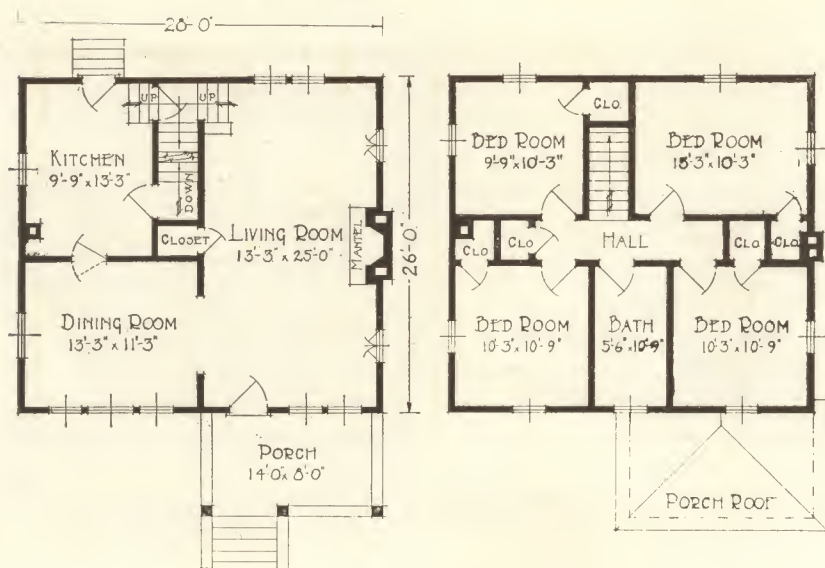 28'-0"
UP
UP
KITCHEN
9'-9" x 13'-3"
DOWN
CLOSET
LIVING ROOM
13'-3" x 25'-0"
MANTEL
26'-0"
DINING ROOM
13'-3" x 11'-3"
PORCH
14'-0" x 8'-0"
CLO.
BED ROOM
9'-9" x 10'-3"
BED ROOM
15'-3" x 10'-3"
CLO
CLO
HALL
CLO
CLO
BED ROOM
10'-3" x 10'-9"
BATH
5'-6" x 10'-9"
BED ROOM
10'-3" x 10'-9"
PORCH ROOF